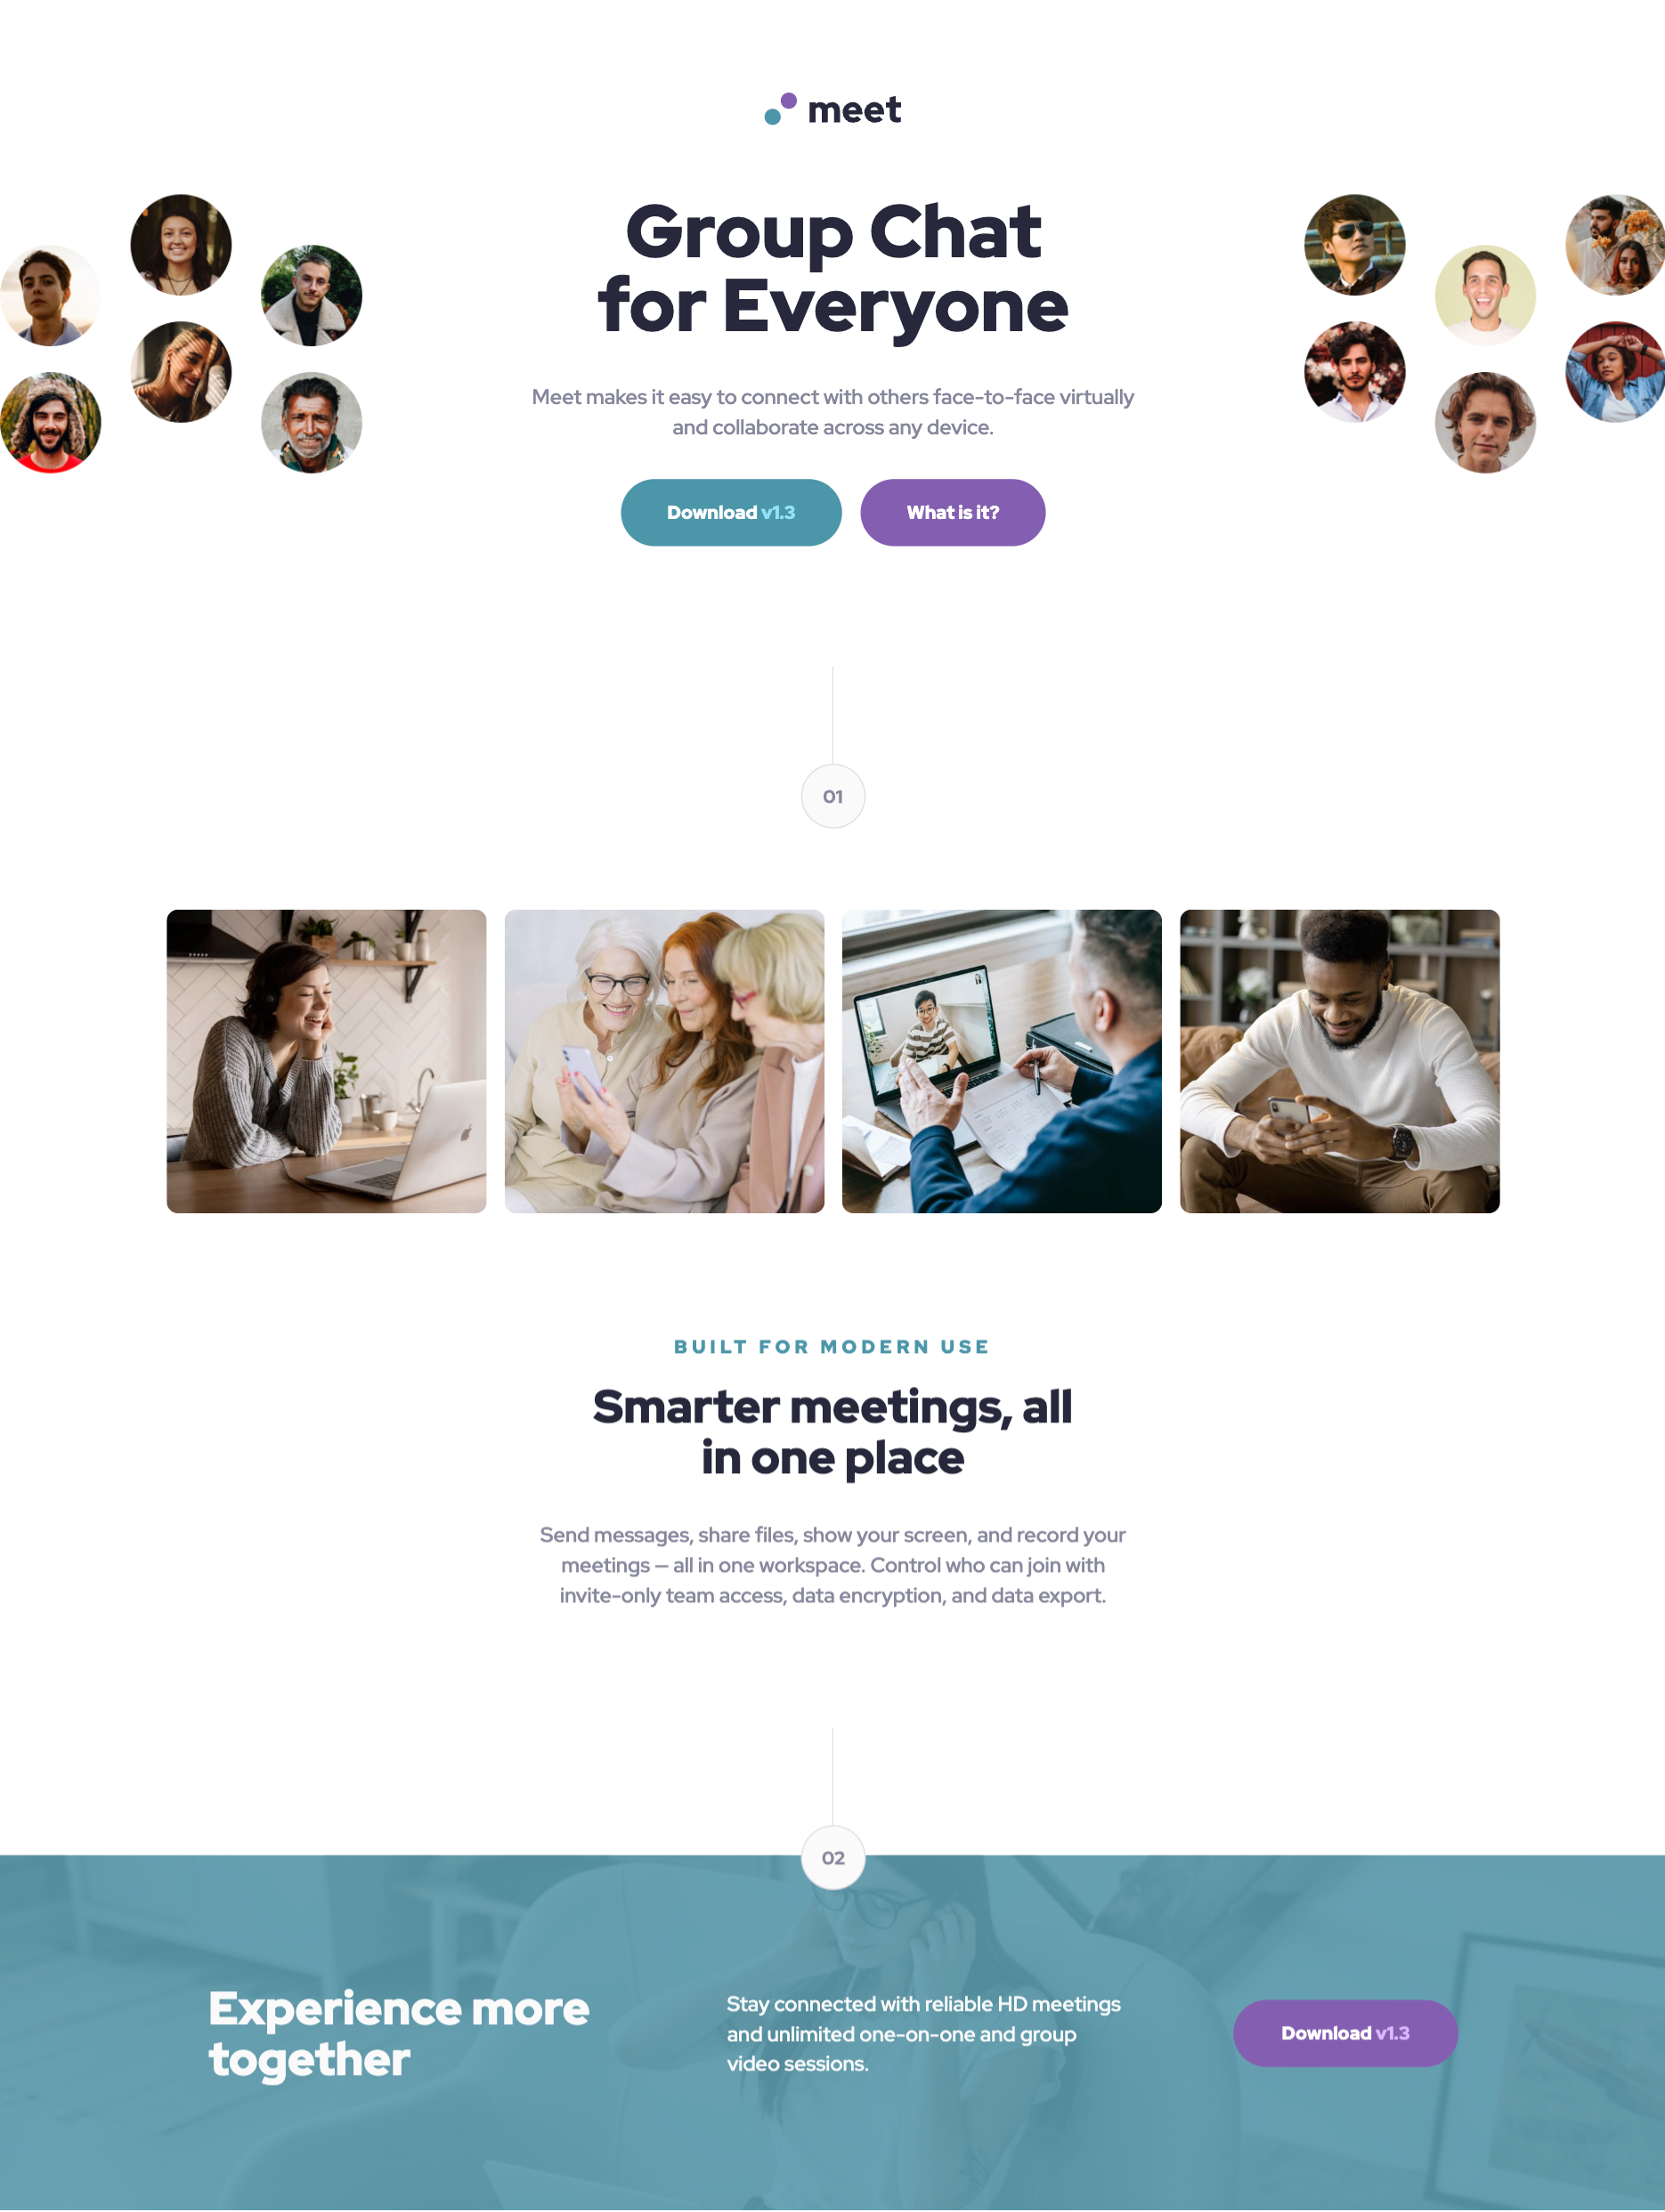 meet
Group Chat
for Everyone
Meet makes it easy to connect with others face-to-face virtually
and collaborate across any device.
Download v1.3
What is it?
01
BUILT FOR MODERN USE
Smarter meetings, all
in one place
Send messages, share files, show your screen, and record your
meetings — all in one workspace. Control who can join with
invite-only team access, data encryption, and data export.
02
Experience more
together
Stay connected with reliable HD meetings
and unlimited one-on-one and group
video sessions.
Download v1.3